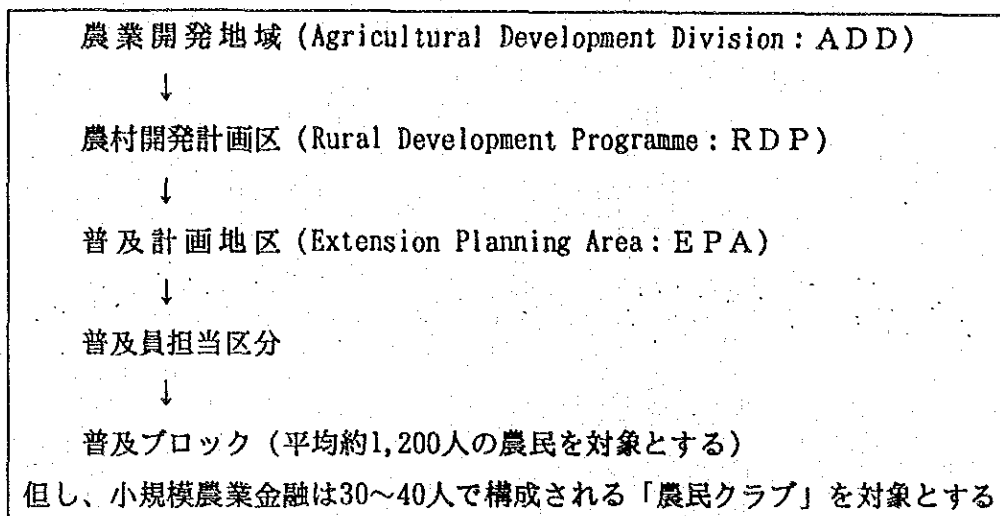 農業開発地域 (Agricultural Development Division : ADD)
↓
農村開発計画区 (Rural Development Programme : RDP)
↓
普及計画地区 (Extension Planning Area : EPA)
↓
普及員担当区分
↓
普及ブロック (平均約1,200人の農民を対象とする)
但し、小規模農業金融は30～40人で構成される「農民クラブ」を対象とする